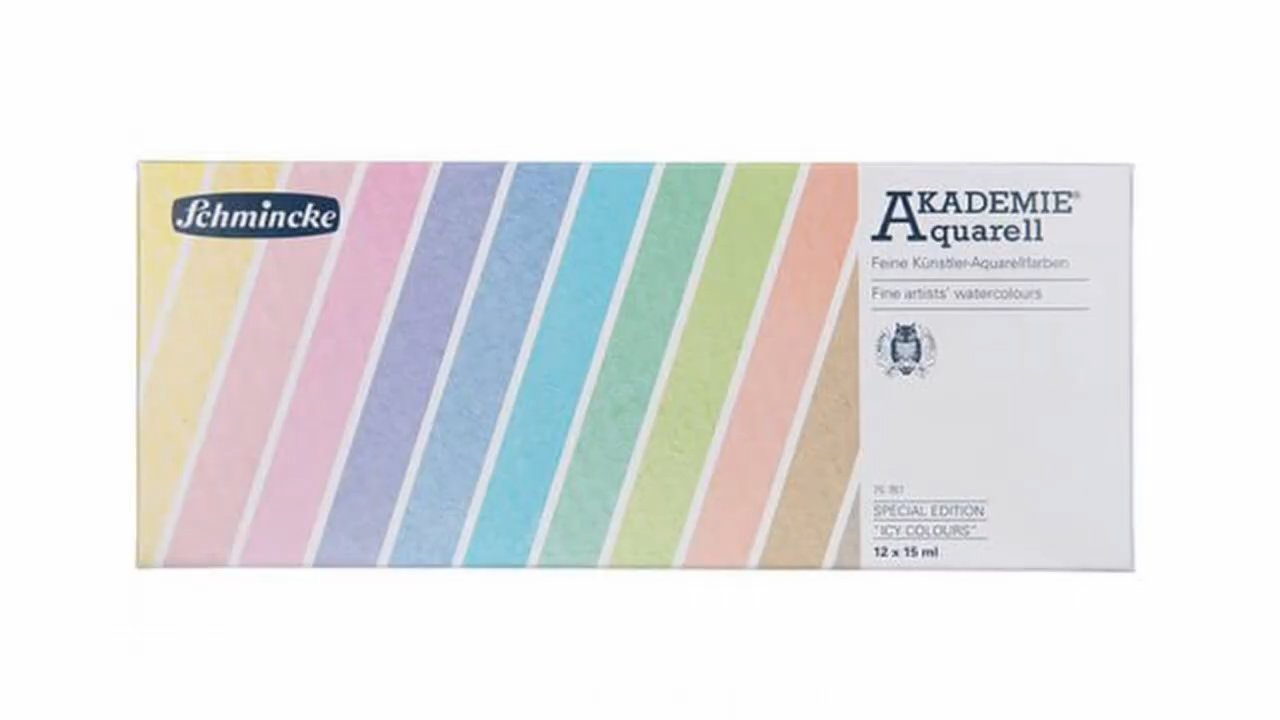 Schmincke
AKADEMIE®
Aquarell
Feine Künstler-Aquarellfarben
Fine artists' watercolours
SPECIAL EDITION
"ICY COLOURS"
12 x 15 ml